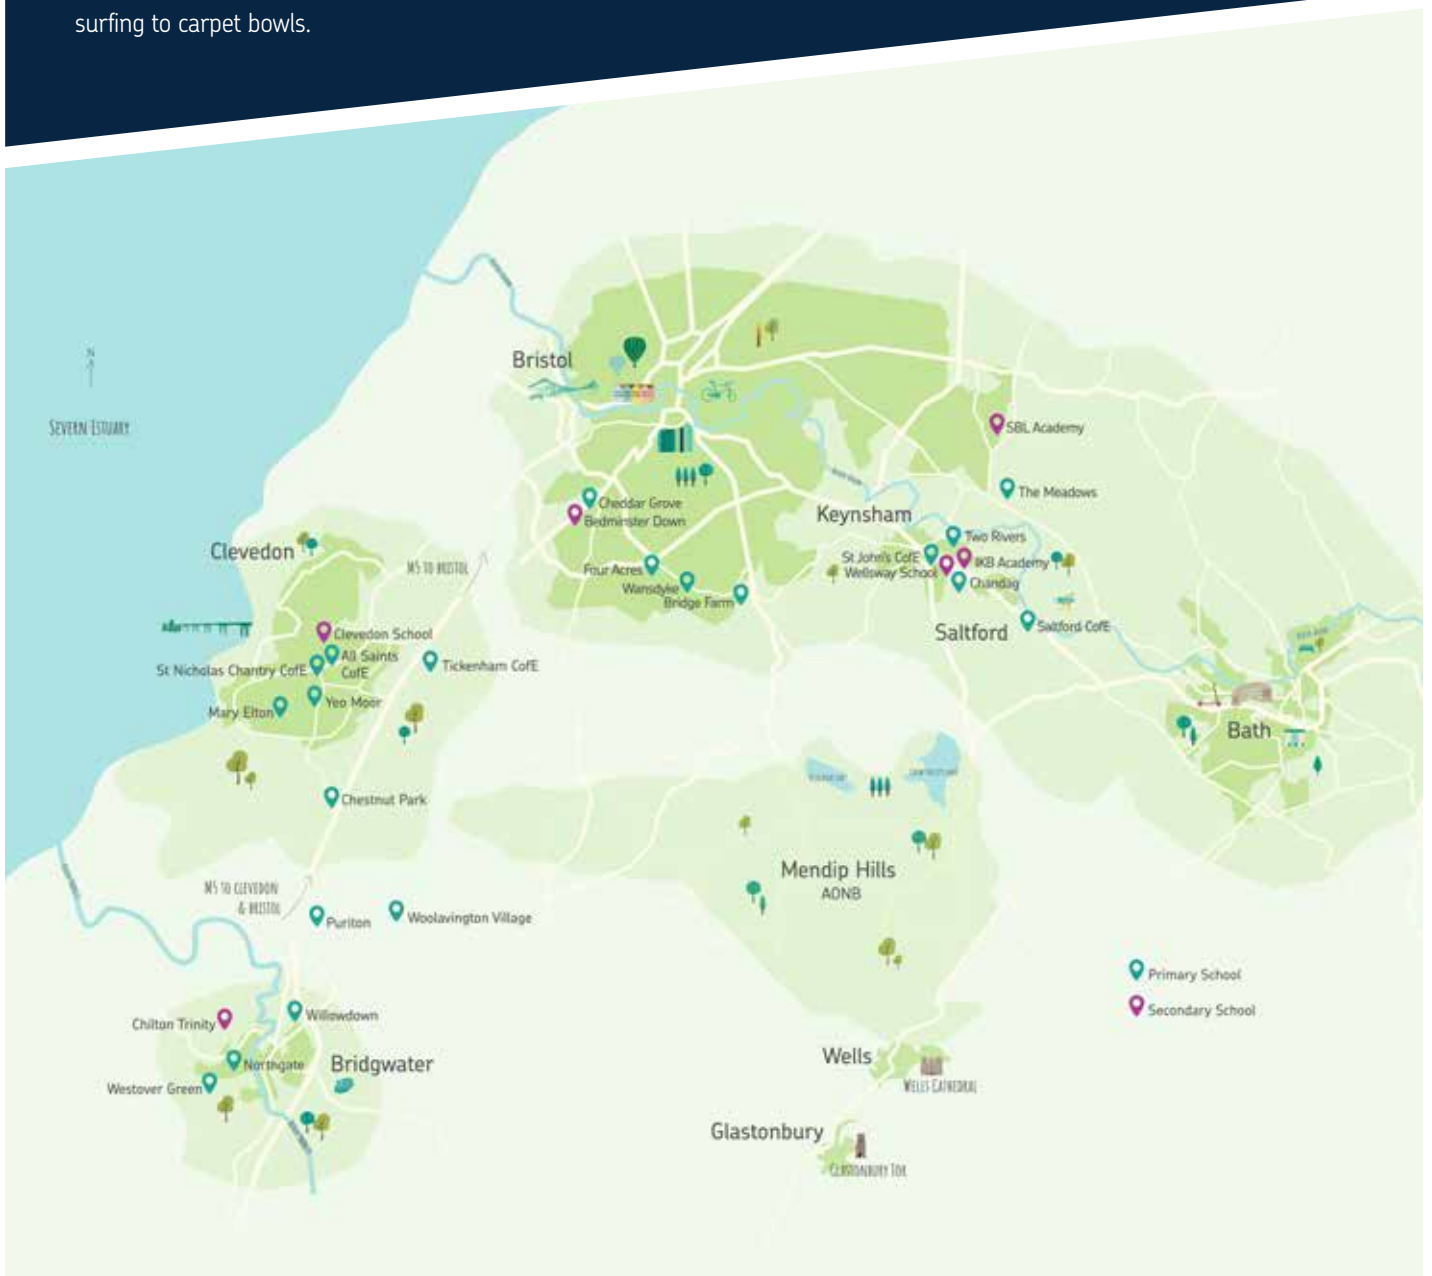 surfing to carpet bowls.
Bristol
N
SEVERN ESTUARY
SBL Academy
The Meadows
Cheddar Grove
Bedminster Down
Keynsham
Two Rivers
St John's CofE
IKB Academy
Wellsway School
Chandag
Clevedon
M5 TO BRISTOL
Four Acres
Wansdyke
Bridge Farm
Saltford
Saltford CofE
Clevedon School
All Saints
CofE
St Nicholas Chantry CofE
Tickenham CofE
Yeo Moor
Mary Elton
Bath
Chestnut Park
Mendip Hills
AONB
M5 TO CLEVEDON
& BRISTOL
Puriton
Woolavington Village
Primary School
Secondary School
Chilton Trinity
Willowdown
Northgate
Bridgwater
Westover Green
Wells
WELLS CATHEDRAL
Glastonbury
GLASTONBURY TOR